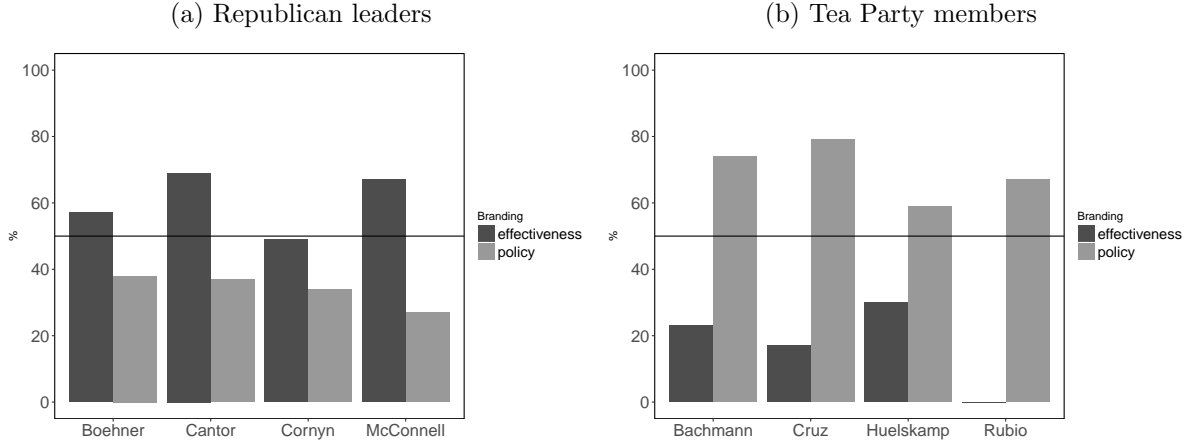 (a) Republican leaders
100
80
60
40
20
0
%
Boehner Cantor Cornyn McConnell
Branding
effectiveness
policy
(b) Tea Party members
100
80
60
40
20
0
%
Bachmann Cruz Huelskamp Rubio
Branding
effectiveness
policy